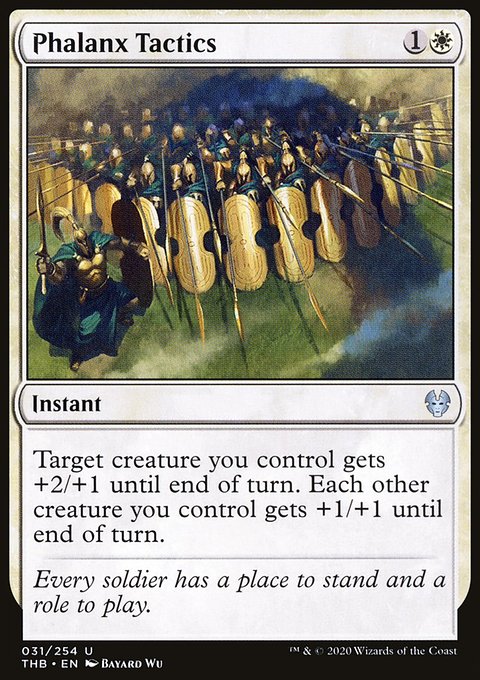 Phalanx Tactics 1
Instant
Target creature you control gets
+2/+1 until end of turn. Each other
creature you control gets +1/+1 until
end of turn.
Every soldier has a place to stand and a
role to play.
031/254 U
THB • EN Bayard Wu
™ & © 2020 Wizards of the Coast